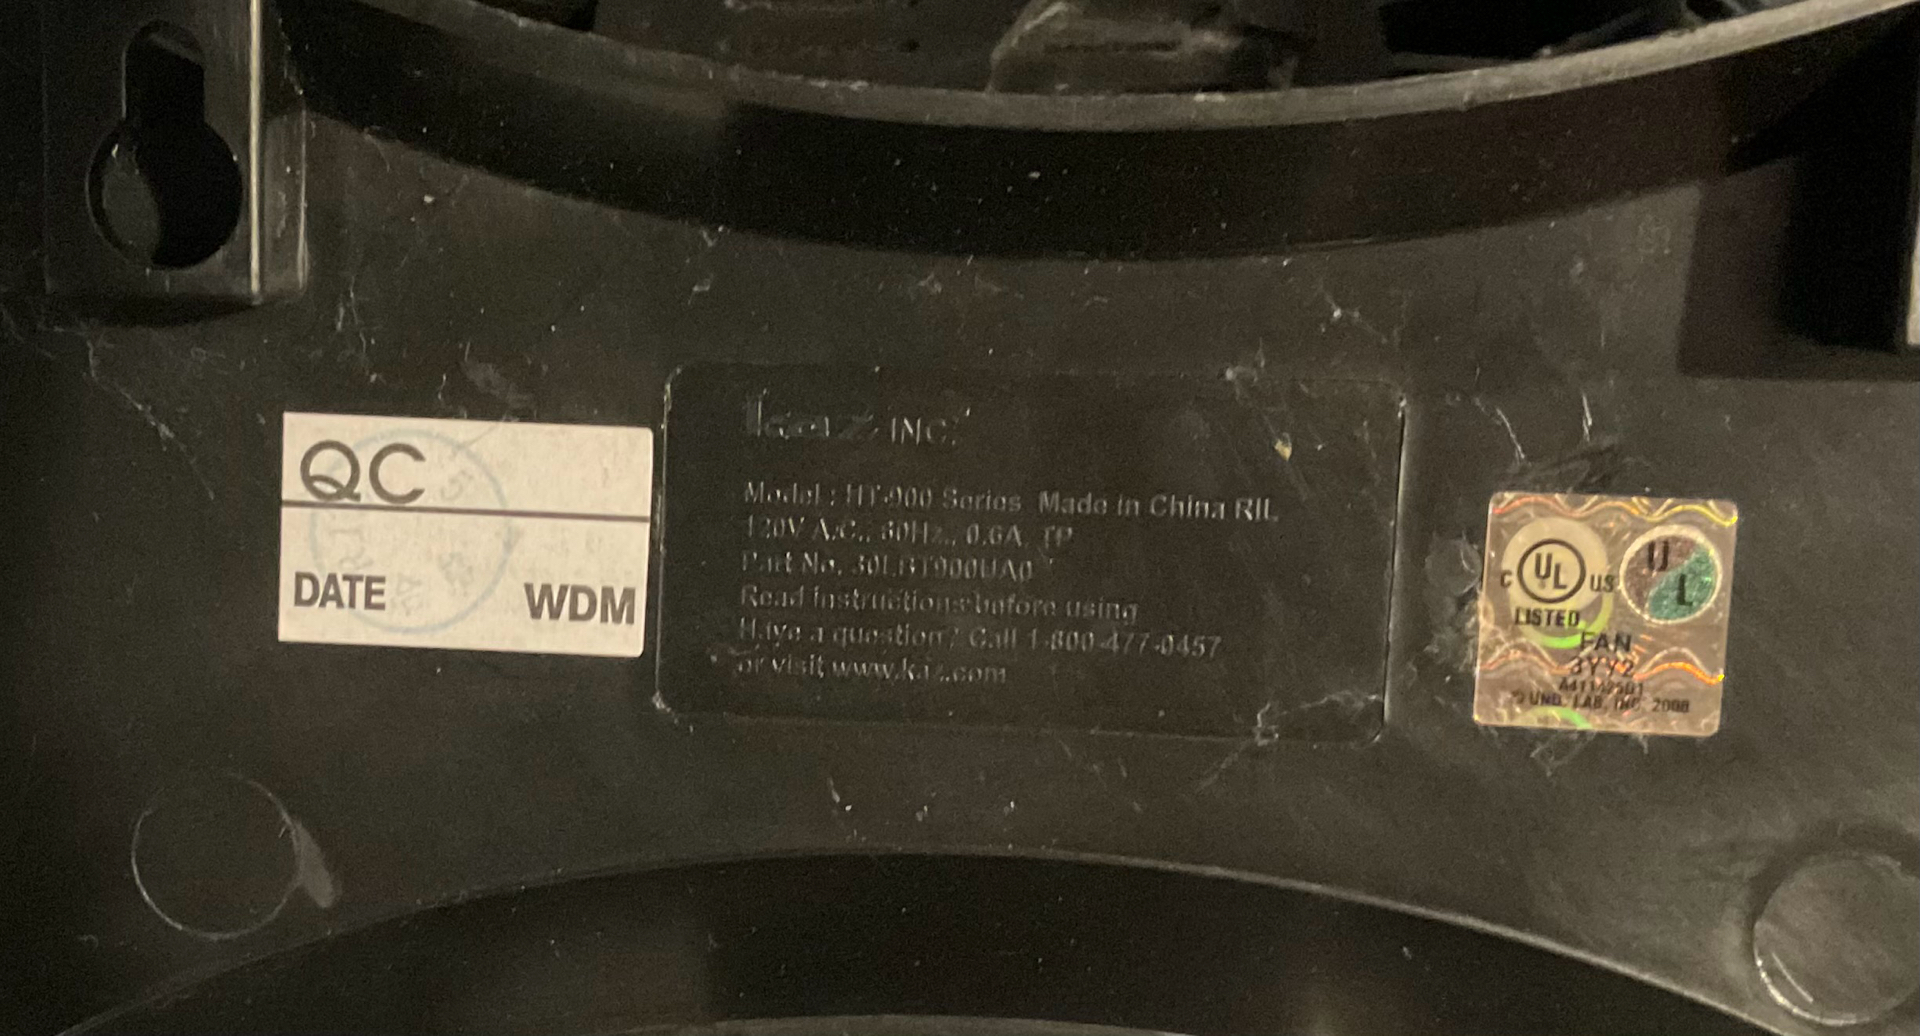 QC
DATE WDM
kaz INC.
Model : HT-900 Series Made in China RIL
120V A.C., 60Hz., 0.6A TP
Part No. 30LBT900UA0
Read instructions before using
Have a question? Call 1-800-477-0457
or visit www.kaz.com
C UL US
LISTED
UL
FAN
3YY2
© UND. LAB. INC. 2008